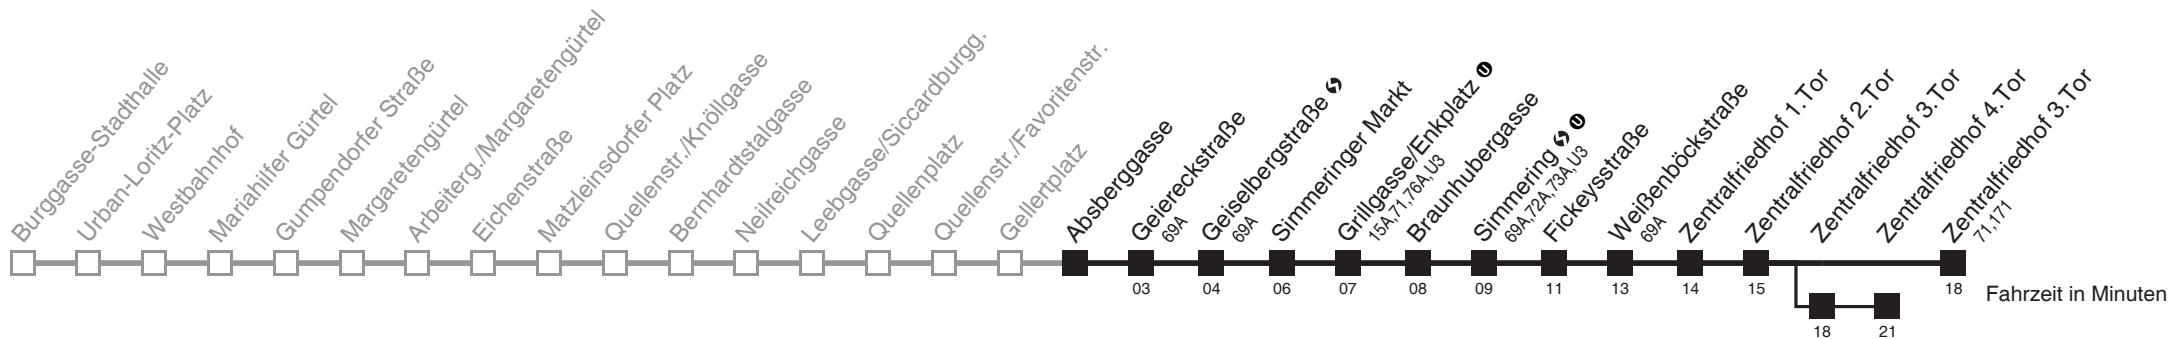 Burggasse-Stadthalle
Urban-Loritz-Platz
Westbahnhof
Mariahilfer Gürtel
Gumpendorfer Straße
Margaretengürtel
Arbeiterg./Margaretengürtel
Eichenstraße
Matzleinsdorfer Platz
Quellenstr./Knöllgasse
Bernhardtstalgasse
Neilreichgasse
Leebgasse/Siccardburgg.
Quellenplatz
Quellenstr./Favoritenstr.
Gellertplatz
Absberggasse
Geiereckstraße
69A
Geiselbergstraße
69A
Simmeringer Markt
Grillgasse/Enkplatz U
15A,71,76A,U3
Braunhubergasse
Simmering U
69A,72A,73A,U3
Fickeysstraße
Weißenböckstraße
69A
Zentralfriedhof 1.Tor
Zentralfriedhof 2.Tor
Zentralfriedhof 3.Tor
Zentralfriedhof 4.Tor
Zentralfriedhof 3.Tor
71,171
03 04 06 07 08 09 11 13 14 15 18
Fahrzeit in Minuten
18 21